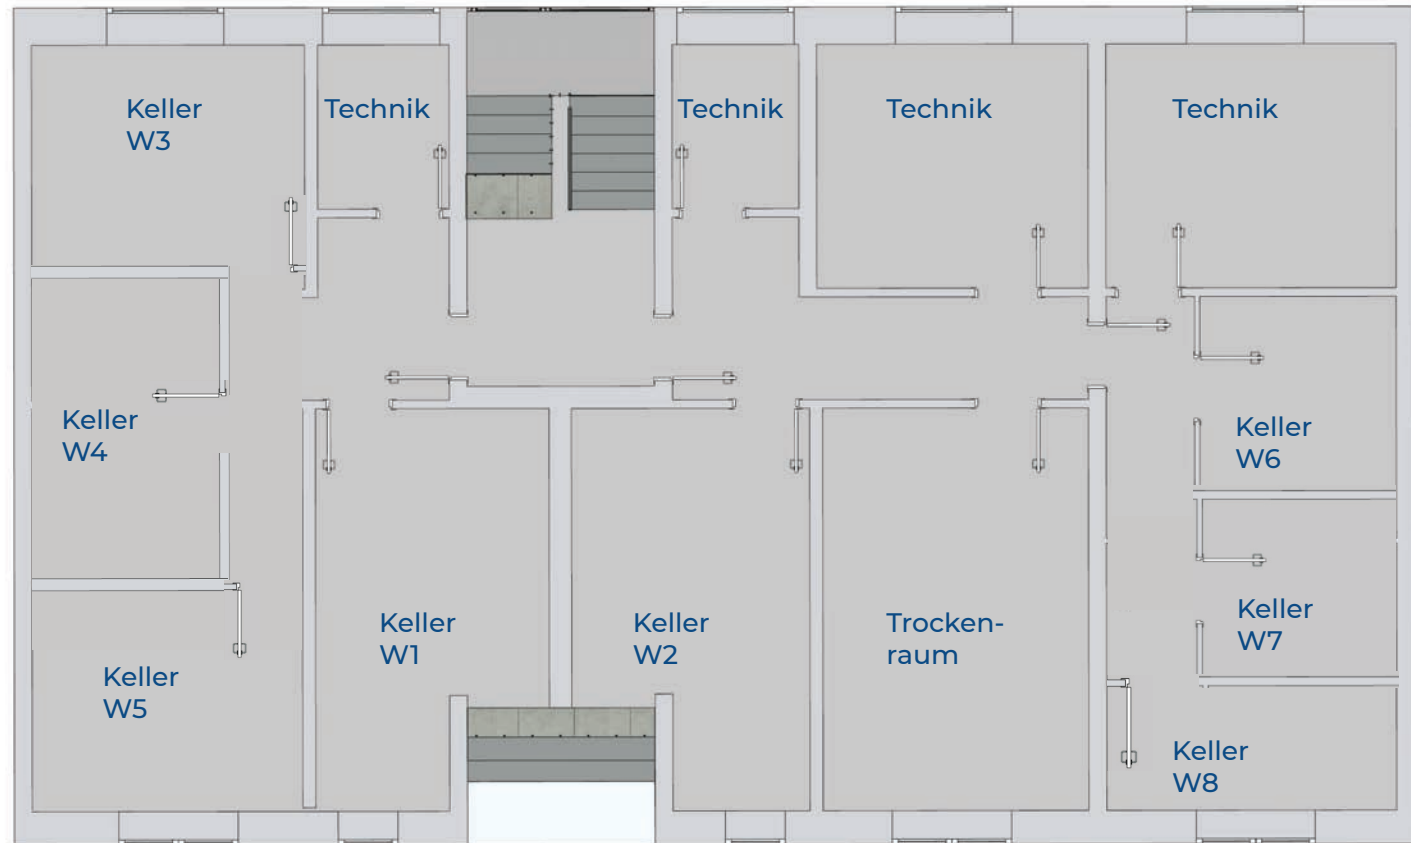 Keller
W3
Technik
Technik
Technik
Technik
Keller
W4
Keller
W6
Keller
W5
Keller
W1
Keller
W2
Trocken-
raum
Keller
W7
Keller
W8